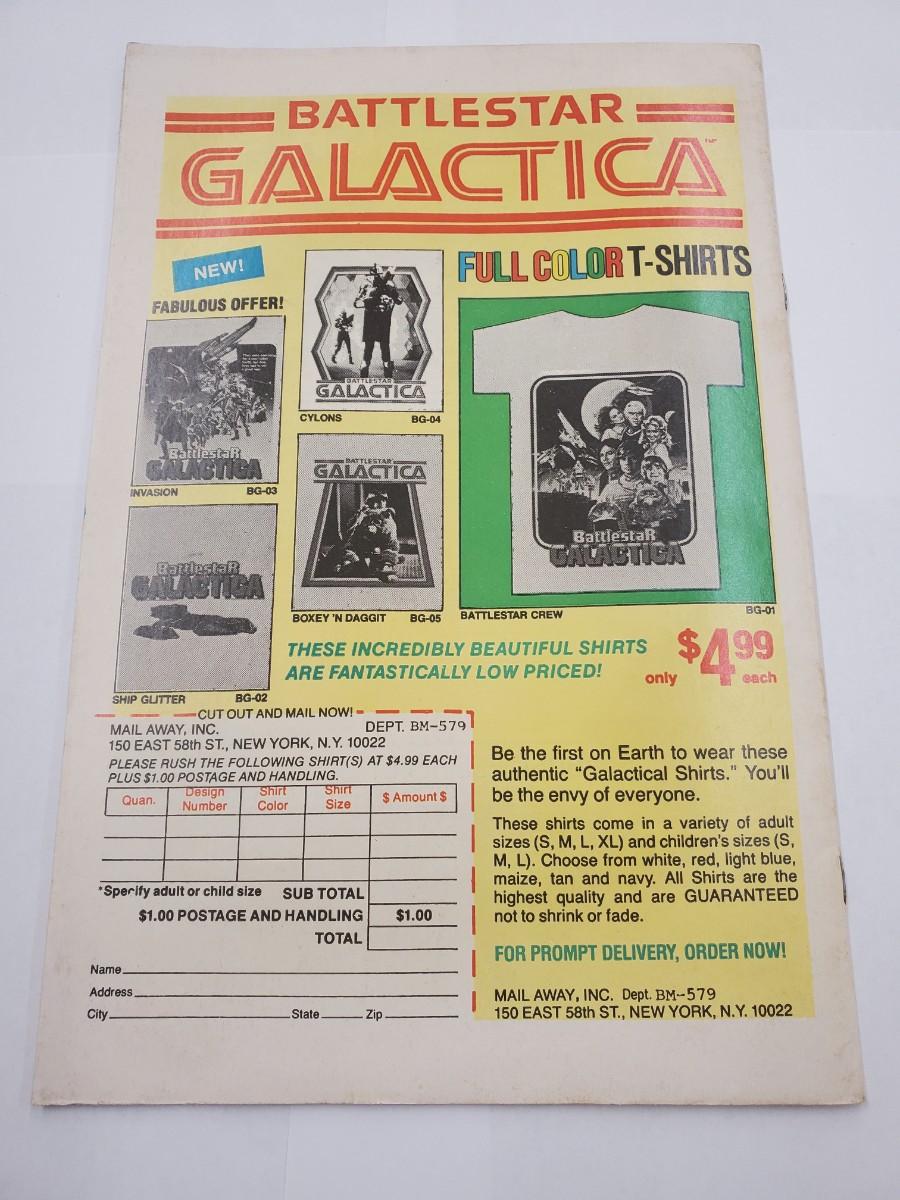 BATTLESTAR
GALACTICA™
NEW!
FABULOUS OFFER!
FULL COLOR T-SHIRTS
BattlestaR
GALACTICA
INVASION BG-03
BATTLESTAR
GALACTICA
CYLONS BG-04
BATTLESTAR
GALACTICA
BOXEY 'N DAGGIT BG-05
BattlestaR
GALACTICA
SHIP GLITTER BG-02
BattlestaR
GALACTICA
BATTLESTAR CREW BG-01
THESE INCREDIBLY BEAUTIFUL SHIRTS
ARE FANTASTICALLY LOW PRICED!
only $4.99 each
CUT OUT AND MAIL NOW!
MAIL AWAY, INC. DEPT. BM-579
150 EAST 58th ST., NEW YORK, N.Y. 10022
PLEASE RUSH THE FOLLOWING SHIRT(S) AT $4.99 EACH
PLUS $1.00 POSTAGE AND HANDLING.
Quan. Design Number Shirt Color Shirt Size $ Amount $
*Specify adult or child size SUB TOTAL
$1.00 POSTAGE AND HANDLING $1.00
TOTAL
Name
Address
City State Zip
Be the first on Earth to wear these
authentic “Galactical Shirts.” You’ll
be the envy of everyone.
These shirts come in a variety of adult
sizes (S, M, L, XL) and children’s sizes (S,
M, L). Choose from white, red, light blue,
maize, tan and navy. All Shirts are the
highest quality and are GUARANTEED
not to shrink or fade.
FOR PROMPT DELIVERY, ORDER NOW!
MAIL AWAY, INC. Dept. BM-579
150 EAST 58th ST., NEW YORK, N.Y. 10022